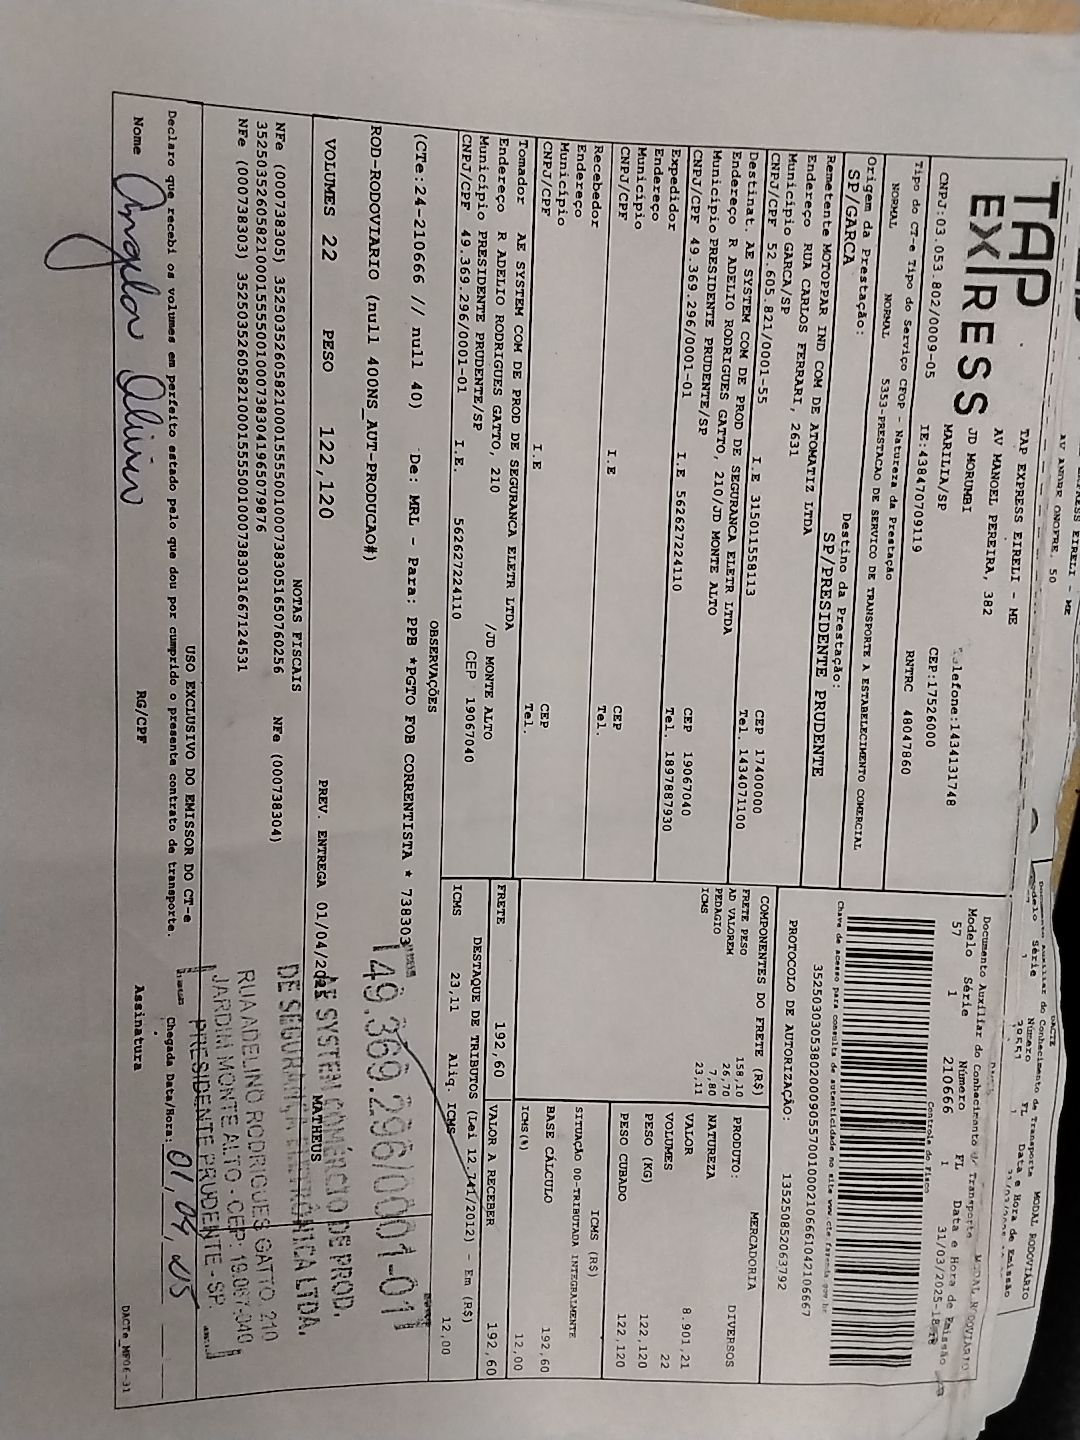 TAP EXPRESS
TAP EXPRESS EIRELI - ME
AV MANOEL PEREIRA, 382
JD MORUMBI
MARILIA/SP
Telefone:1434131748
CEP:17526000
CNPJ:03.053.802/0009-05 IE:438470709119 RNTRC 48047860
Documento Auxiliar do Conhecimento de Transporte MODAL RODOVIÁRIO
Modelo Série Número FL Data e Hora de Emissão
57 1 210666 1 31/03/2025-18
Controle do Fisco
Tipo do CT-e Tipo do Serviço CFOP - Natureza da Prestação
NORMAL NORMAL 5353-PRESTACAO DE SERVICO DE TRANSPORTE A ESTABELECIMENTO COMERCIAL
Chave de acesso para consulta de autenticidade no site www.cte.fazenda.gov.br
35250303053802000905570010002106661042106667
PROTOCOLO DE AUTORIZAÇÃO: 135250852063792
Origem da Prestação: Destino da Prestação:
SP/GARCA SP/PRESIDENTE PRUDENTE
Remetente MOTOPPAR IND COM DE ATOMATIZ LTDA
Endereço RUA CARLOS FERRARI, 2631
Município GARCA/SP CEP 17400000
CNPJ/CPF 52.605.821/0001-55 I.E 315011558113 Tel. 1434071100
Destinat. AE SYSTEM COM DE PROD DE SEGURANCA ELETR LTDA
Endereço R ADELIO RODRIGUES GATTO, 210/JD MONTE ALTO
Município PRESIDENTE PRUDENTE/SP CEP 19067040
CNPJ/CPF 49.369.296/0001-01 I.E 562627224110 Tel. 1897887930
Expedidor
Endereço
Município CEP
CNPJ/CPF I.E Tel.
Recebedor
Endereço
Município CEP
CNPJ/CPF I.E Tel.
Tomador AE SYSTEM COM DE PROD DE SEGURANCA ELETR LTDA
Endereço R ADELIO RODRIGUES GATTO, 210 /JD MONTE ALTO
Município PRESIDENTE PRUDENTE/SP CEP 19067040
CNPJ/CPF 49.369.296/0001-01 I.E. 562627224110
COMPONENTES DO FRETE (R$)
FRETE PESO 158,10
AD VALOREM 26,70
PEDAGIO 7,80
ICMS 23,11
MERCADORIA
PRODUTO: DIVERSOS
NATUREZA
VALOR 8.901,21
VOLUMES 22
PESO (KG) 122,120
PESO CUBADO 122,120
ICMS (R$)
SITUAÇÃO 00-TRIBUTADA INTEGRALMENTE
BASE CÁLCULO 192,60
ICMS(%) 12,00
FRETE 192,60 VALOR A RECEBER 192,60
DESTAQUE DE TRIBUTOS (Lei 12.741/2012) - Em (R$)
ICMS 23,11 Aliq. ICMS 12,00
OBSERVAÇÕES
(CTe:24-210666 // null 40) De: MRL - Para: PPB *PGTO FOB CORRENTISTA * 738303
ROD-RODOVIARIO (null 400NS_AUT-PRODUCAO#)
VOLUMES 22 PESO 122,120 PREV. ENTREGA 01/04/2025 MATHEUS
NOTAS FISCAIS
NFe (000738305) 35250352605821000155550010007383051650760256 NFe (000738304)
35250352605821000155550010007383041965079876
NFe (000738303) 35250352605821000155550010007383031667124531
49.369.296/0001-01
AE SYSTEM COMÉRCIO DE PROD.
DE SEGURANÇA ELETRÔNICA LTDA.
RUA ADELINO RODRIGUES GATTO, 210
JARDIM MONTE ALTO - CEP: 19.067-040
PRESIDENTE PRUDENTE - SP
USO EXCLUSIVO DO EMISSOR DO CT-e
Declaro que recebi os volumes em perfeito estado pelo que dou por cumprido o presente contrato de transporte. Chegada Data/Hora: 01,04,
Nome RG/CPF Assinatura
DACTe_MF06-31